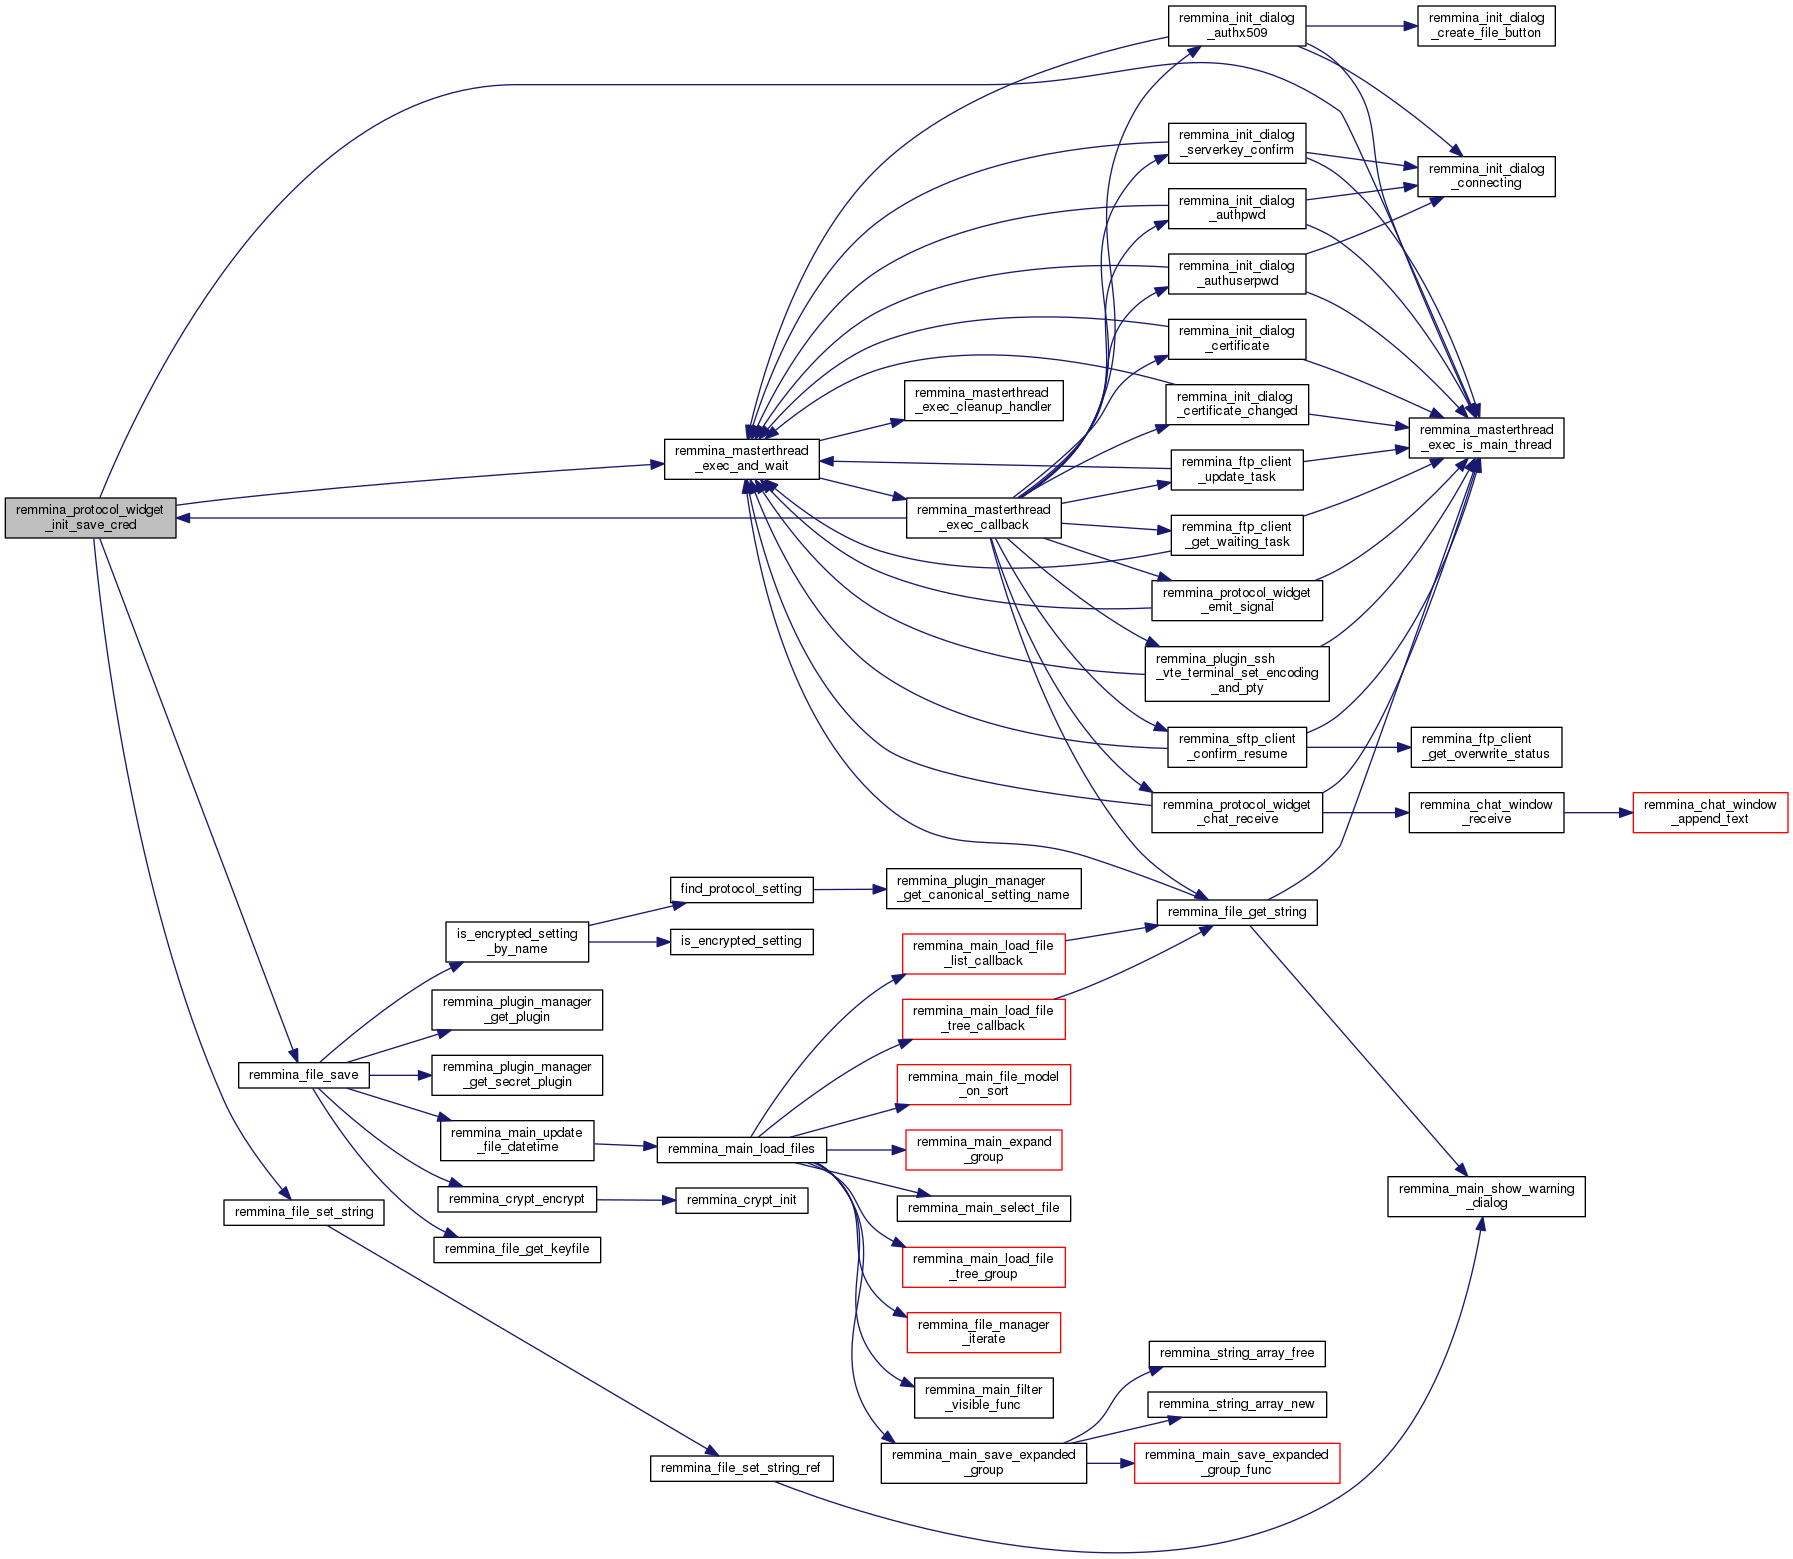 remmina_init_dialog
_authx509
remmina_init_dialog
_create_file_button
remmina_init_dialog
_serverkey_confirm
remmina_init_dialog
_connecting
remmina_init_dialog
_authpwd
remmina_init_dialog
_authuserpwd
remmina_init_dialog
_certificate
remmina_masterthread
_exec_cleanup_handler
remmina_init_dialog
_certificate_changed
remmina_masterthread
_exec_is_main_thread
remmina_masterthread
_exec_and_wait
remmina_ftp_client
_update_task
remmina_protocol_widget
_init_save_cred
remmina_masterthread
_exec_callback
remmina_ftp_client
_get_waiting_task
remmina_protocol_widget
_emit_signal
remmina_plugin_ssh
_vte_terminal_set_encoding
_and_pty
remmina_sftp_client
_confirm_resume
remmina_ftp_client
_get_overwrite_status
remmina_protocol_widget
_chat_receive
remmina_chat_window
_receive
remmina_chat_window
_append_text
find_protocol_setting
remmina_plugin_manager
_get_canonical_setting_name
remmina_file_get_string
is_encrypted_setting
_by_name
is_encrypted_setting
remmina_main_load_file
_list_callback
remmina_plugin_manager
_get_plugin
remmina_main_load_file
_tree_callback
remmina_file_save
remmina_plugin_manager
_get_secret_plugin
remmina_main_file_model
_on_sort
remmina_main_update
_file_datetime
remmina_main_load_files
remmina_main_expand
_group
remmina_crypt_encrypt
remmina_crypt_init
remmina_main_select_file
remmina_main_show_warning
_dialog
remmina_file_set_string
remmina_file_get_keyfile
remmina_main_load_file
_tree_group
remmina_file_manager
_iterate
remmina_string_array_free
remmina_main_filter
_visible_func
remmina_string_array_new
remmina_file_set_string_ref
remmina_main_save_expanded
_group
remmina_main_save_expanded
_group_func